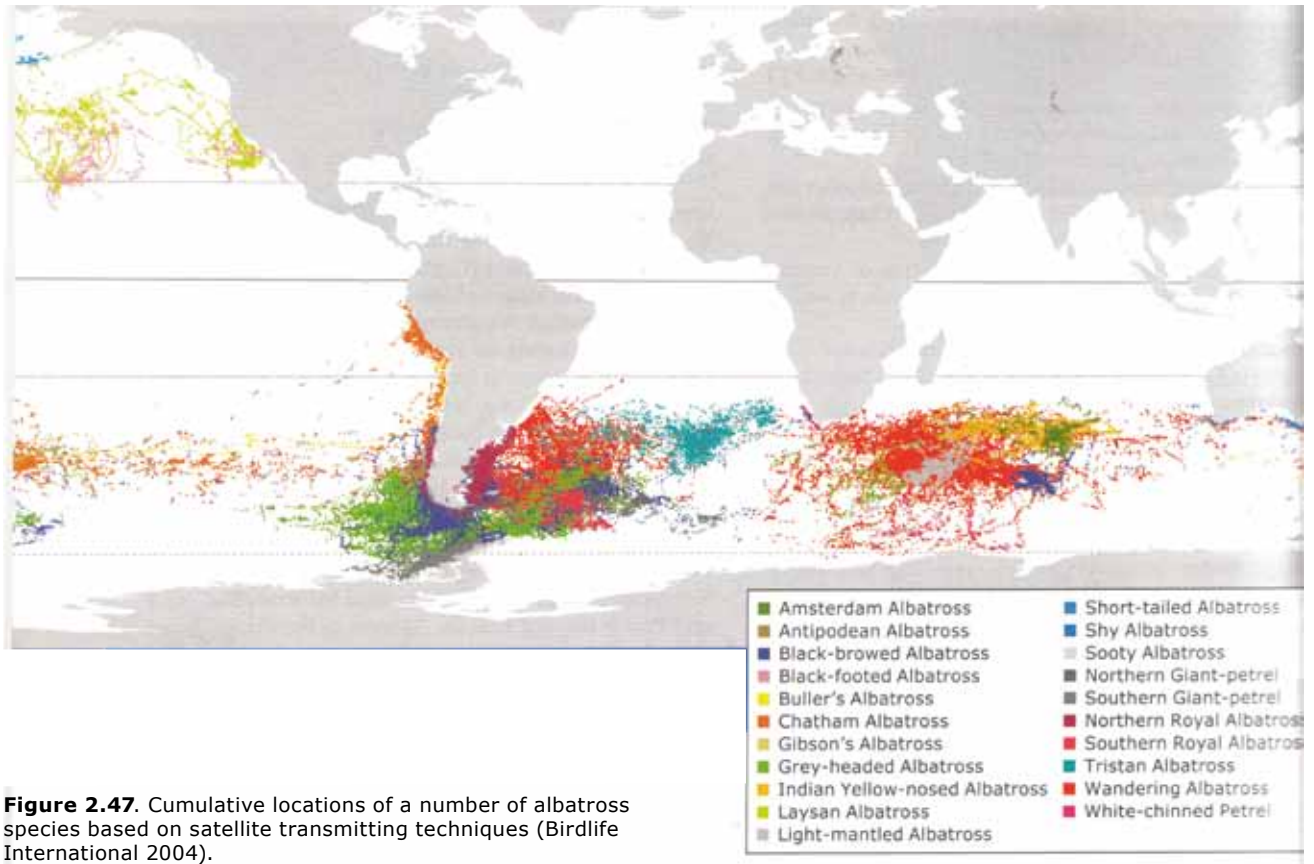 Amsterdam Albatross
Antipodean Albatross
Black-browed Albatross
Black-footed Albatross
Buller's Albatross
Chatham Albatross
Gibson's Albatross
Grey-headed Albatross
Indian Yellow-nosed Albatross
Laysan Albatross
Light-mantled Albatross
Short-tailed Albatross
Shy Albatross
Sooty Albatross
Northern Giant-petrel
Southern Giant-petrel
Northern Royal Albatross
Southern Royal Albatross
Tristan Albatross
Wandering Albatross
White-chinned Petrel
Figure 2.47. Cumulative locations of a number of albatross
species based on satellite transmitting techniques (Birdlife
International 2004).